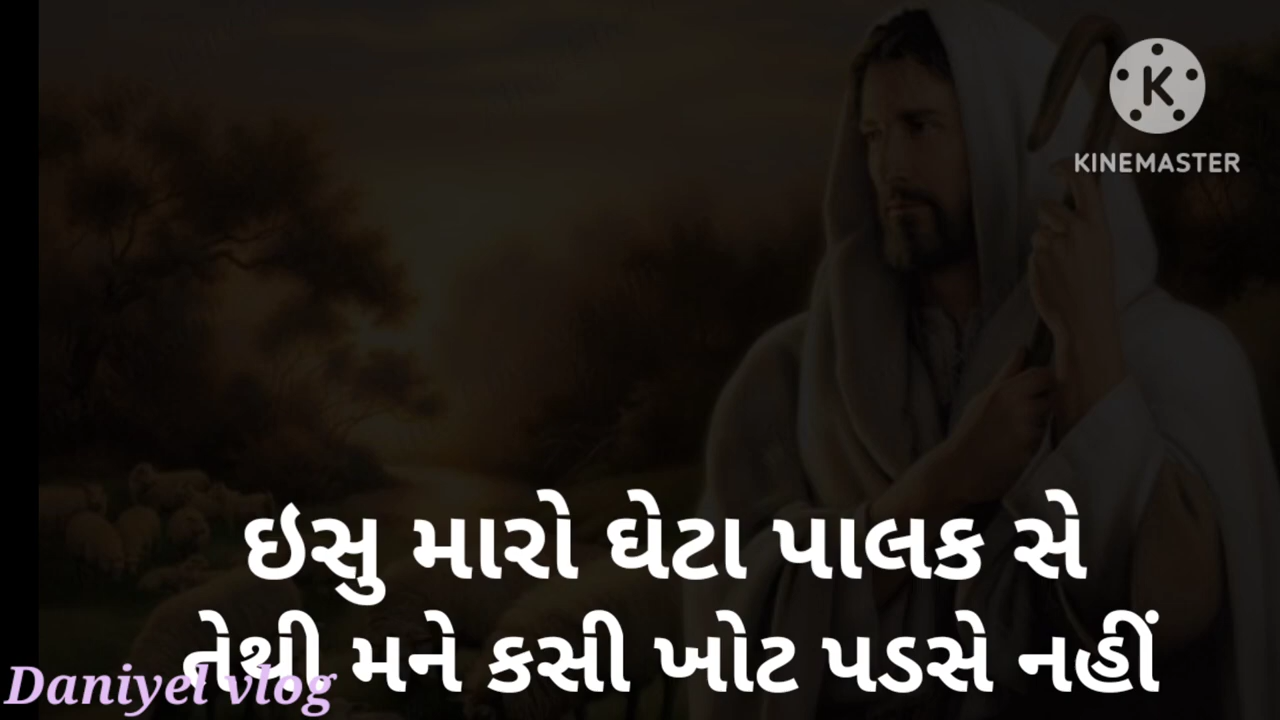 KINEMASTER
ઇસુ મારો ઘેટા પાલક સે
તેથી મને કસી ખોટ પડસે નહીં
Daniyel vlog